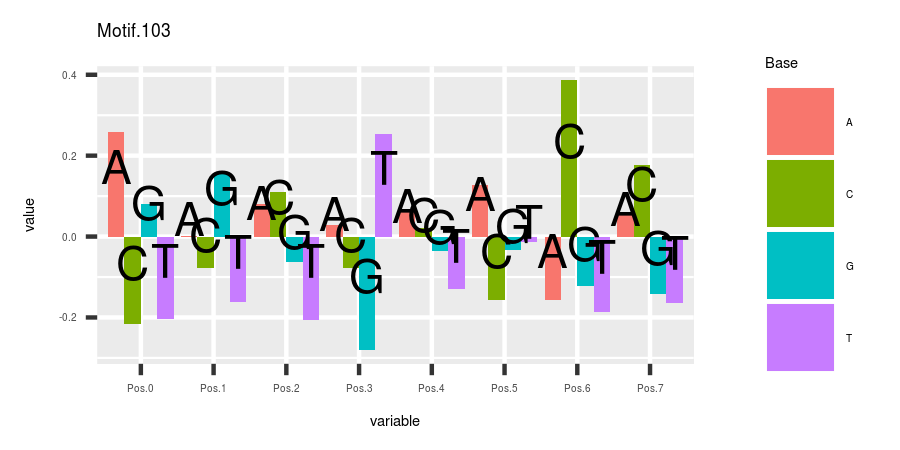 Motif.103
Base
A
C
G
T
value
0.4
0.2
0.0
-0.2
A C G T A C G T A C G T A C G T A C G T A C G T A C G T A C G T
Pos.0 Pos.1 Pos.2 Pos.3 Pos.4 Pos.5 Pos.6 Pos.7
variable